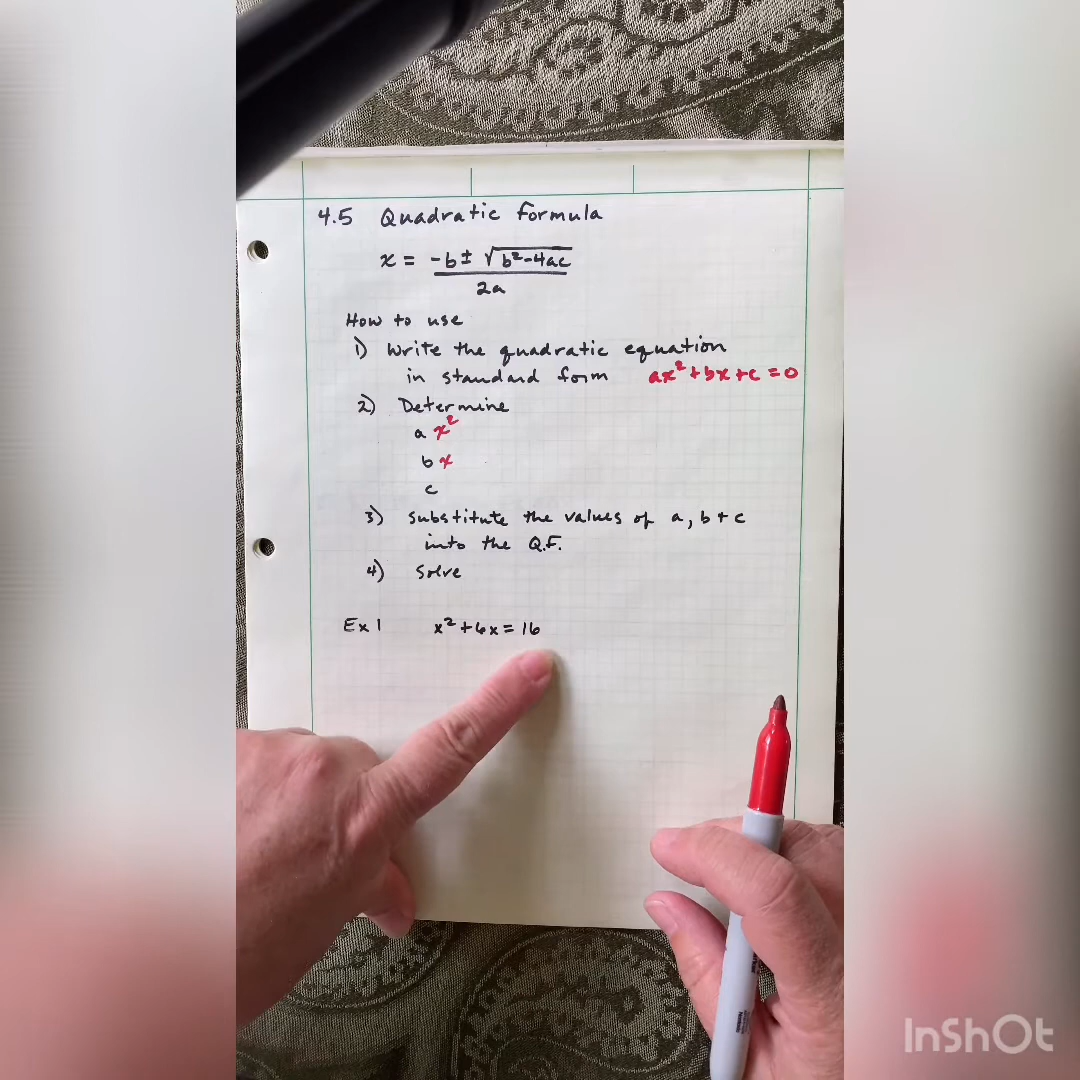 4.5 Quadratic Formula
x = -b ± √b²-4ac
2a
How to use
1) Write the quadratic equation
in standard form ax² + bx + c = 0
2) Determine
a x²
b x
c
3) Substitute the values of a, b + c
into the Q.F.
4) Solve
Ex 1 x² + 6x = 16
InShOt